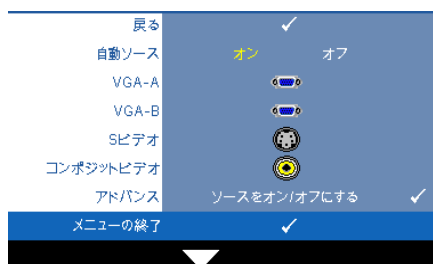 戻る
自動ソース オン オフ
VGA-A
VGA-B
Sビデオ
コンポジットビデオ
アドバンス ソースをオン/オフにする
メニューの終了